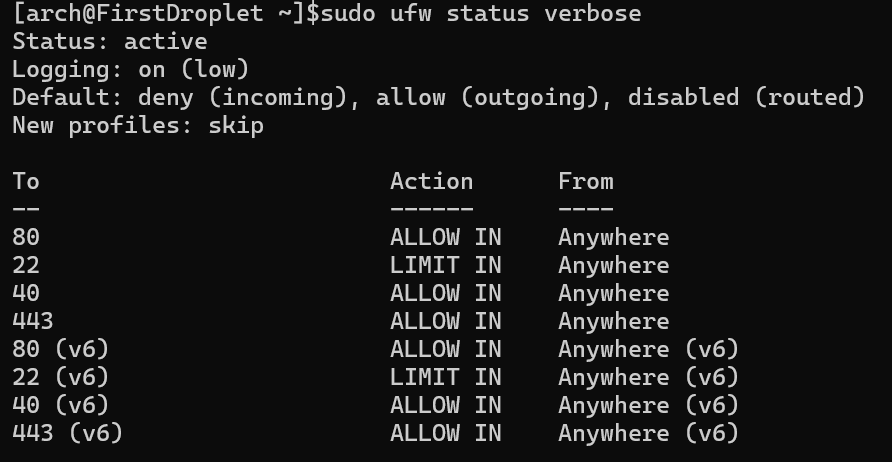 [arch@FirstDroplet ~]$sudo ufw status verbose
Status: active
Logging: on (low)
Default: deny (incoming), allow (outgoing), disabled (routed)
New profiles: skip

To                         Action      From
--                         ------      ----
80                         ALLOW IN    Anywhere
22                         LIMIT IN    Anywhere
40                         ALLOW IN    Anywhere
443                        ALLOW IN    Anywhere
80 (v6)                    ALLOW IN    Anywhere (v6)
22 (v6)                    LIMIT IN    Anywhere (v6)
40 (v6)                    ALLOW IN    Anywhere (v6)
443 (v6)                   ALLOW IN    Anywhere (v6)